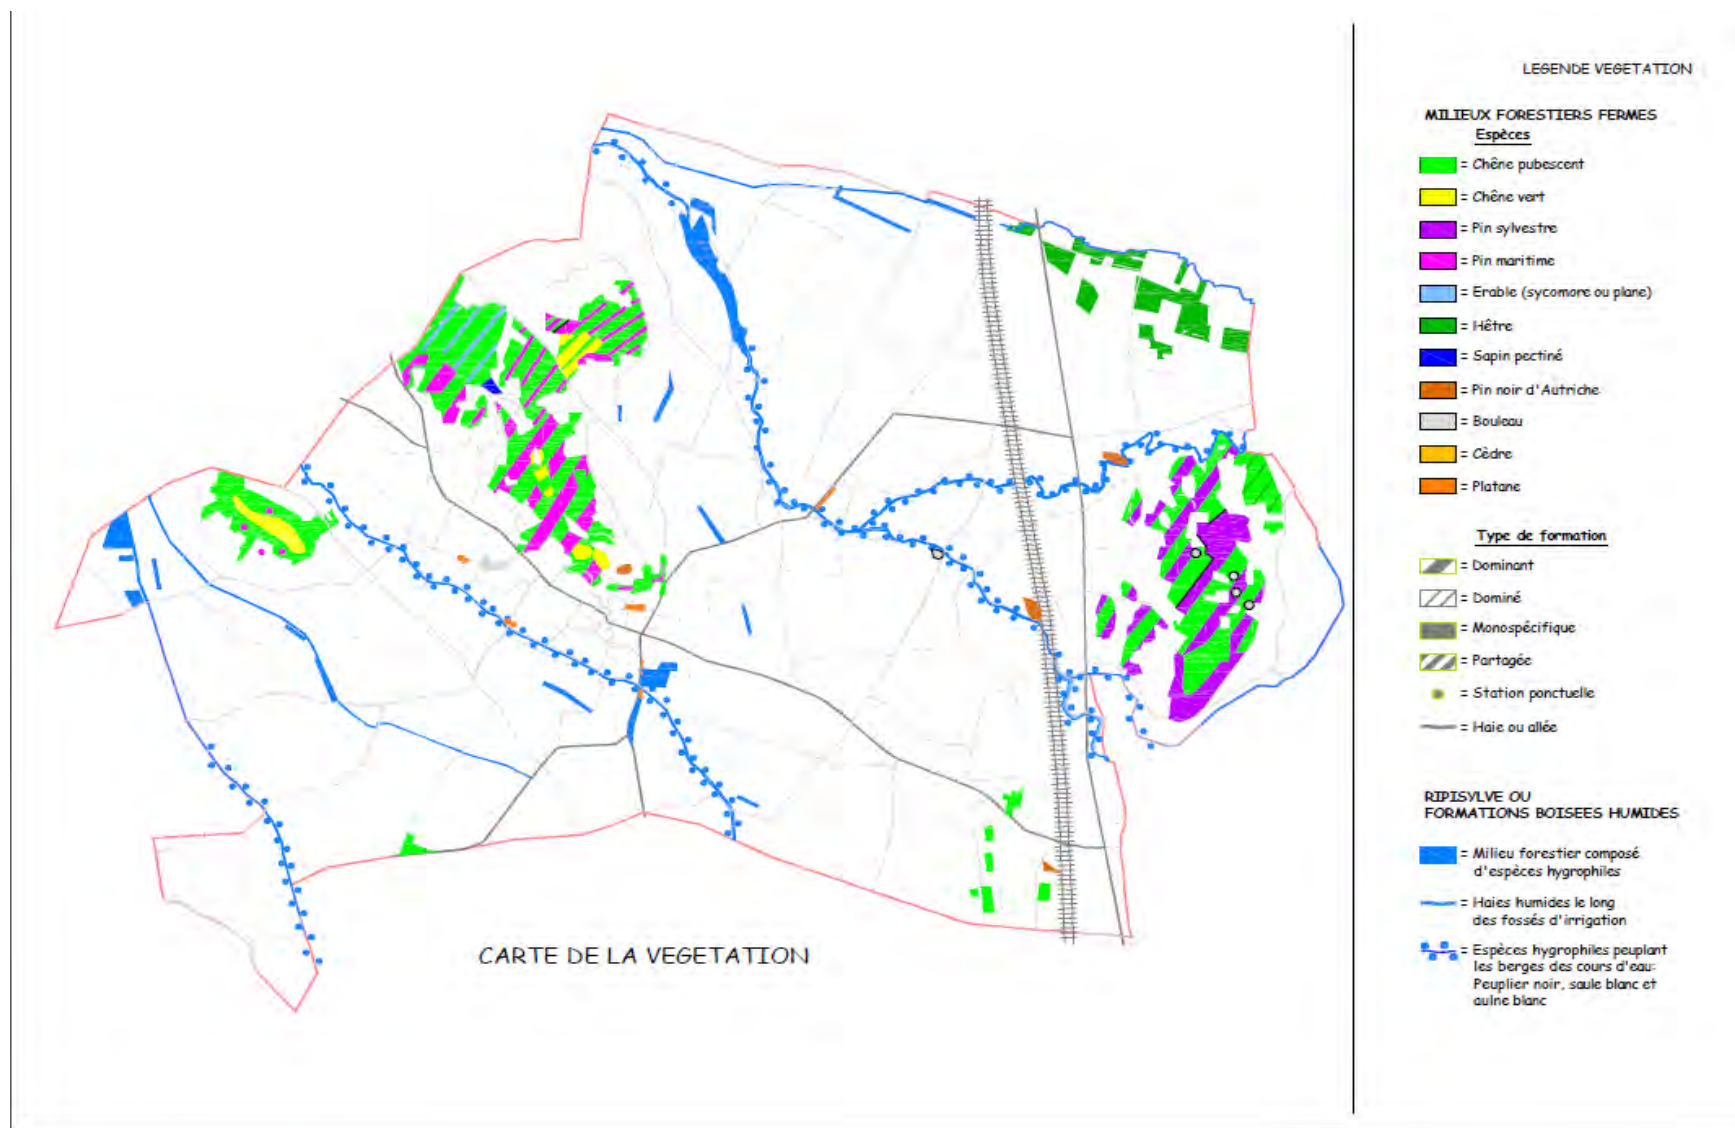 LEGENDE VEGETATION
MILIEUX FORESTIERS FERMES
Espèces
= Chêne pubescent
= Chêne vert
= Pin sylvestre
= Pin maritime
= Erable (sycomore ou plane)
= Hêtre
= Sapin pectiné
= Pin noir d'Autriche
= Bouleau
= Cèdre
= Platane
Type de formation
= Dominant
= Dominé
= Monospécifique
= Partagée
= Station ponctuelle
= Haie ou allée
RIPISYLVE OU
FORMATIONS BOISEES HUMIDES
= Milieu forestier composé
d'espèces hygrophiles
= Haies humides le long
des fossés d'irrigation
= Espèces hygrophiles peuplant
les berges des cours d'eau:
Peuplier noir, saule blanc et
aulne blanc
CARTE DE LA VEGETATION